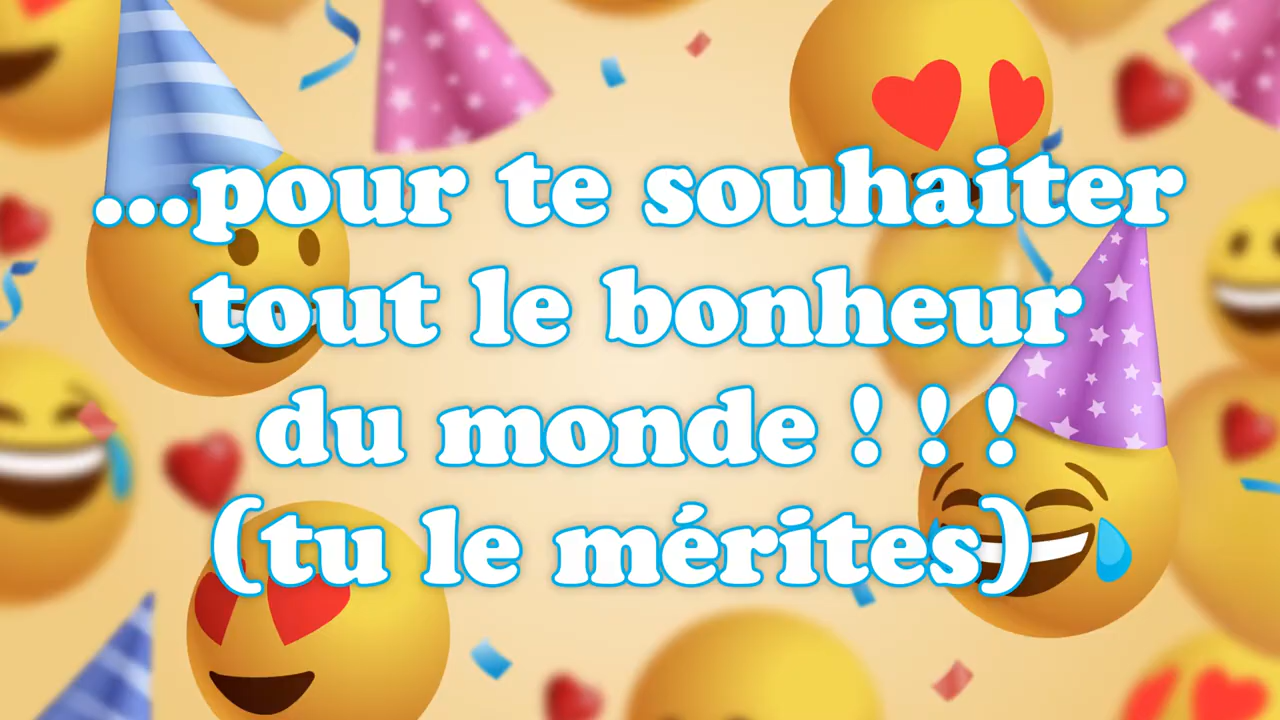 ...pour te souhaiter
tout le bonheur
du monde ! ! !
(tu le mérites)